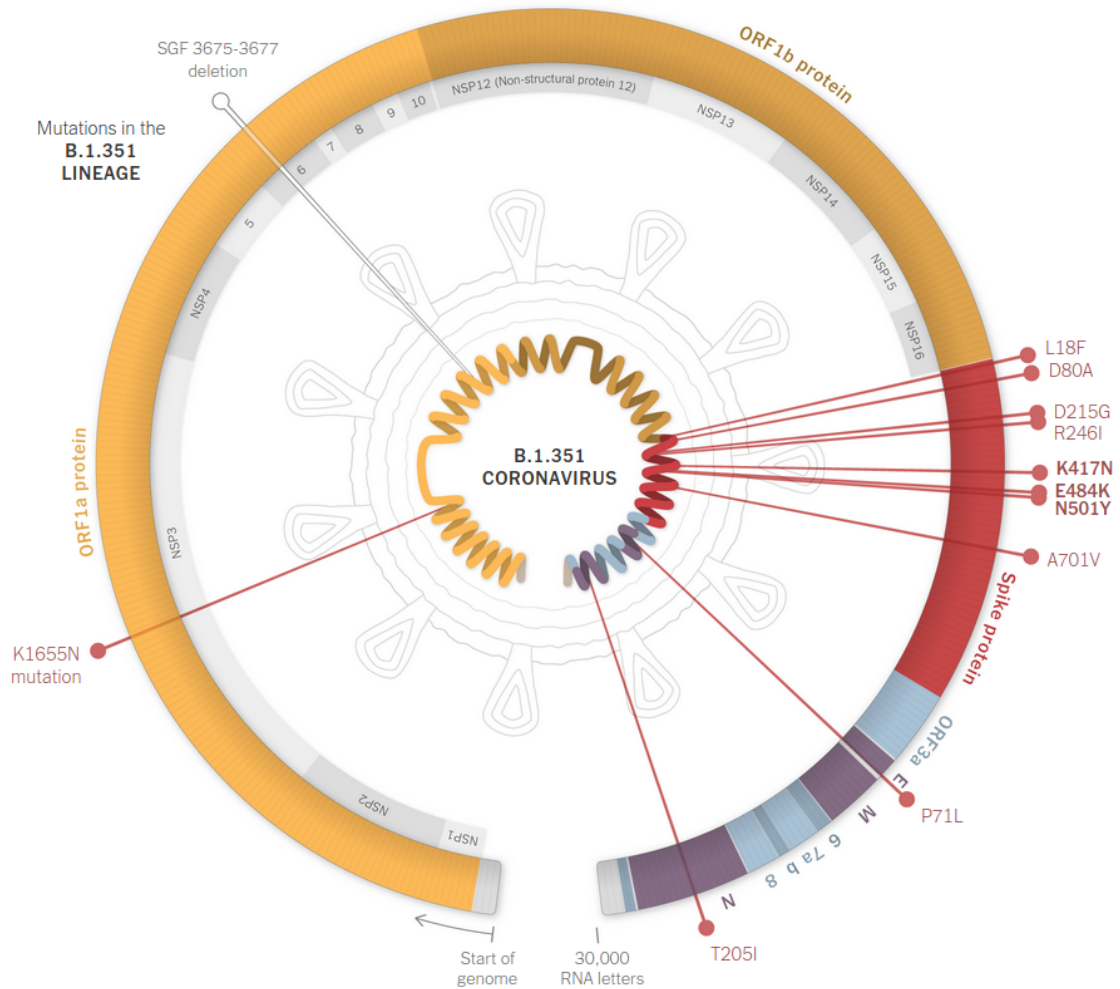 SGF 3675-3677
deletion
Mutations in the
B.1.351
LINEAGE
ORF1b protein
NSP12 (Non-structural protein 12)
NSP13
NSP14
NSP15
NSP16
10
9
8
7
6
5
NSP4
NSP3
NSP2
NSP1
ORF1a protein
K1655N
mutation
B.1.351
CORONAVIRUS
L18F
D80A
D215G
R246I
K417N
E484K
N501Y
A701V
Spike protein
ORF3a
E
P71L
M
6
7a
b
8
N
T205I
Start of
genome
30,000
RNA letters